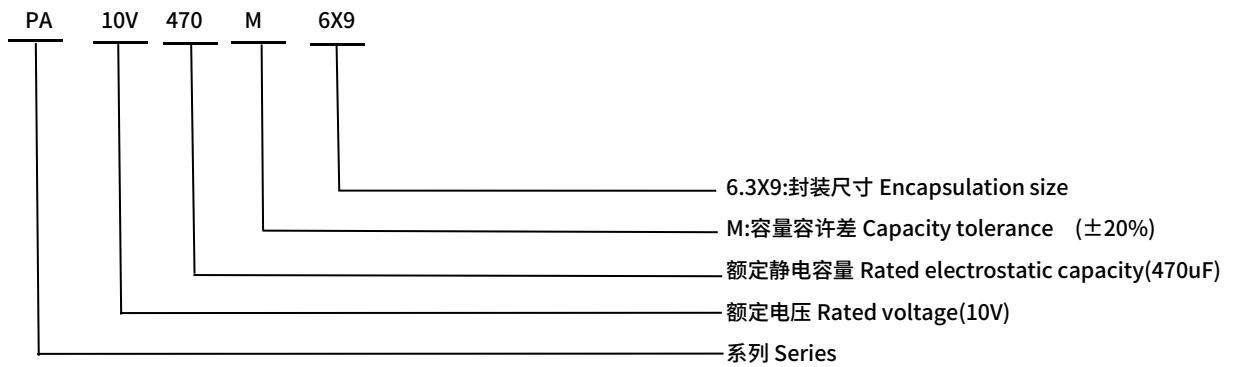 PA 10V 470 M 6X9
6.3X9:封装尺寸 Encapsulation size
M:容量容许差 Capacity tolerance (±20%)
额定静电容量 Rated electrostatic capacity(470uF)
额定电压 Rated voltage(10V)
系列 Series